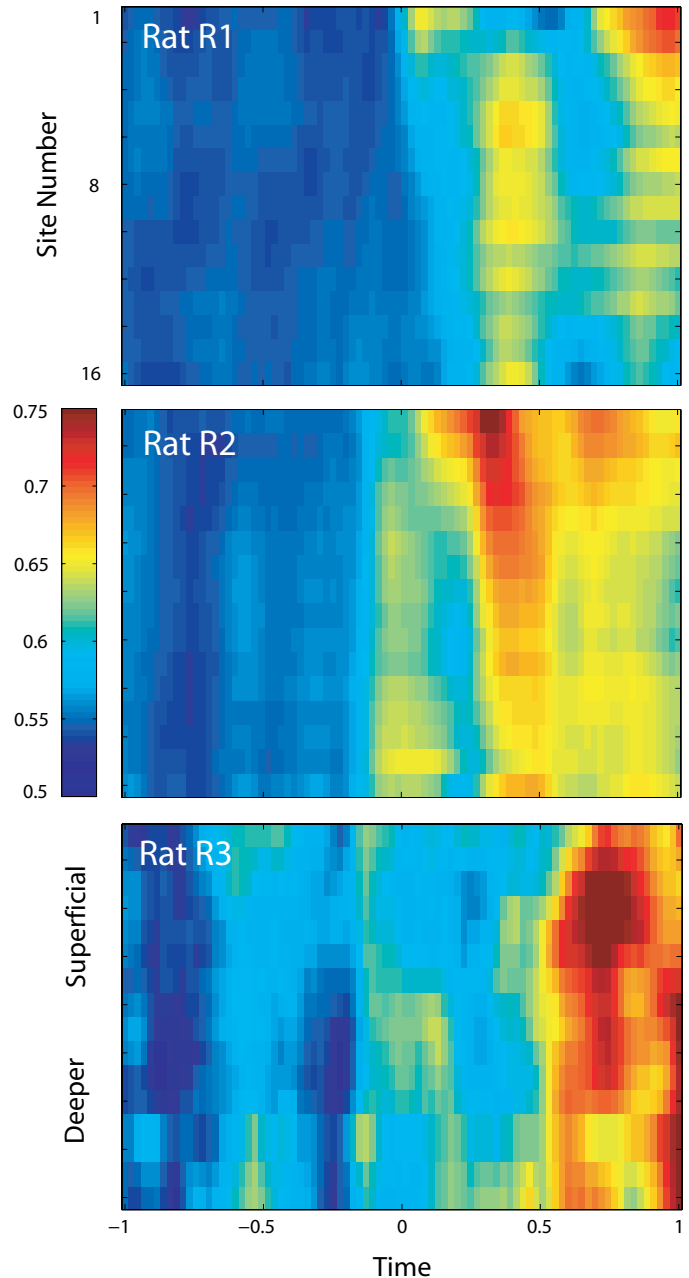 1
Rat R1
Site Number
8
16
0.75
Rat R2
0.7
0.65
0.6
0.55
0.5
Rat R3
Superficial
Deeper
−1
−0.5
0
0.5
1
Time